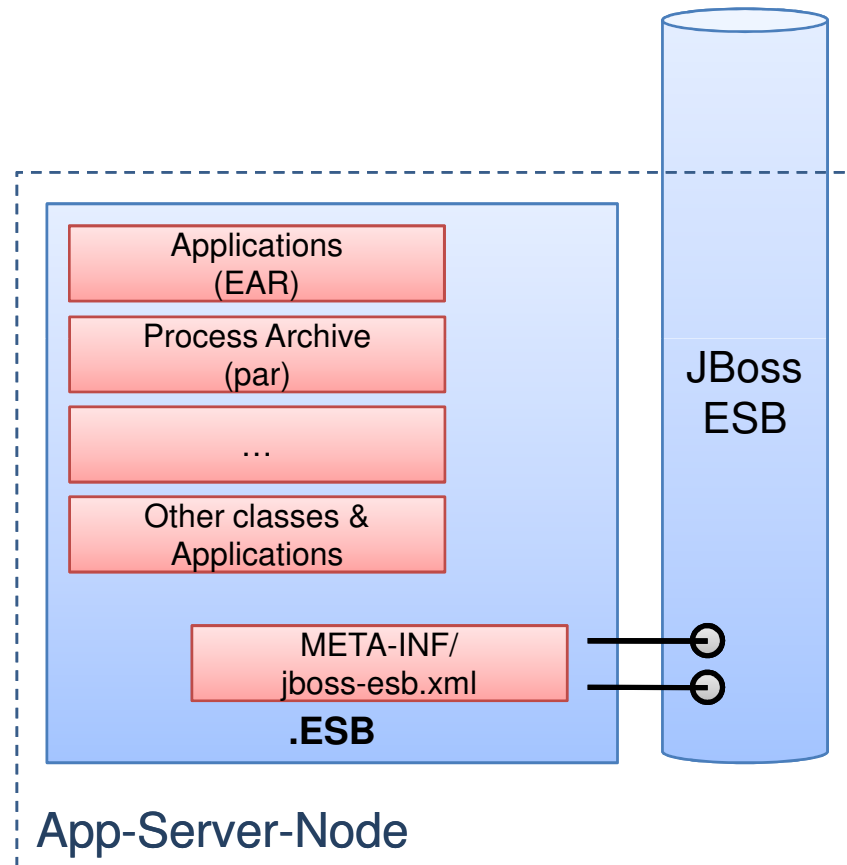 Applications
(EAR)
Process Archive
(par)
...
Other classes &
Applications
META-INF/
jboss-esb.xml
.ESB
JBoss
ESB
App-Server-Node